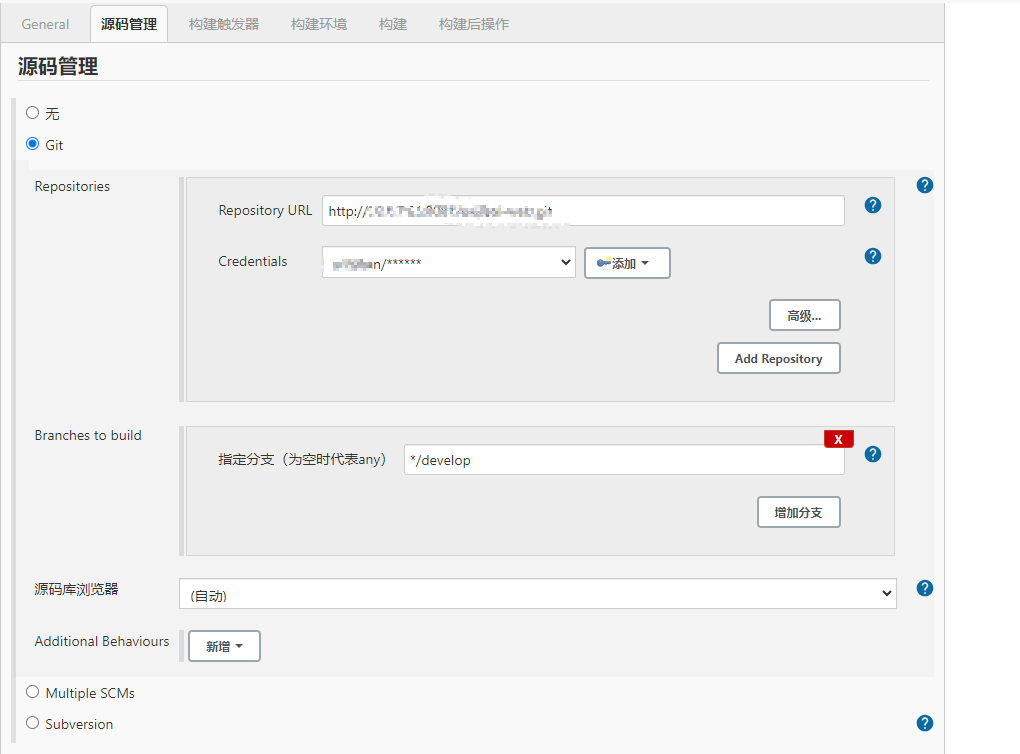 General 源码管理 构建触发器 构建环境 构建 构建后操作
源码管理
无
Git
Repositories
?
Repository URL http:// .git ?
Credentials /****** 添加 ?
高级...
Add Repository
Branches to build
X
指定分支（为空时代表any） */develop ?
增加分支
源码库浏览器 (自动) ?
Additional Behaviours 新增
Multiple SCMs
Subversion ?